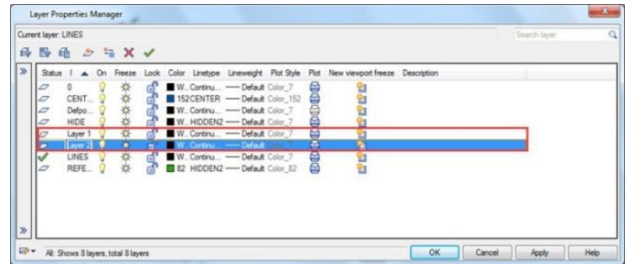 Layer Properties Manager
Current layer: LINES
Search layer
Status I On Freeze Lock Color Linetype Lineweight Plot Style Plot New viewport freeze Description
0 W... Continu... Default Color_7
CENT... 152 CENTER Default Color_152
Defpo... W... Continu... Default Color_7
HIDE W... HIDDEN2 Default Color_7
Layer 1 W... Continu... Default Color_7
Layer 2 W... Continu... Default Color_7
LINES W... Continu... Default Color_7
REFE... 82 HIDDEN2 Default Color_82
All: Shows 8 layers, total 8 layers
OK Cancel Apply Help